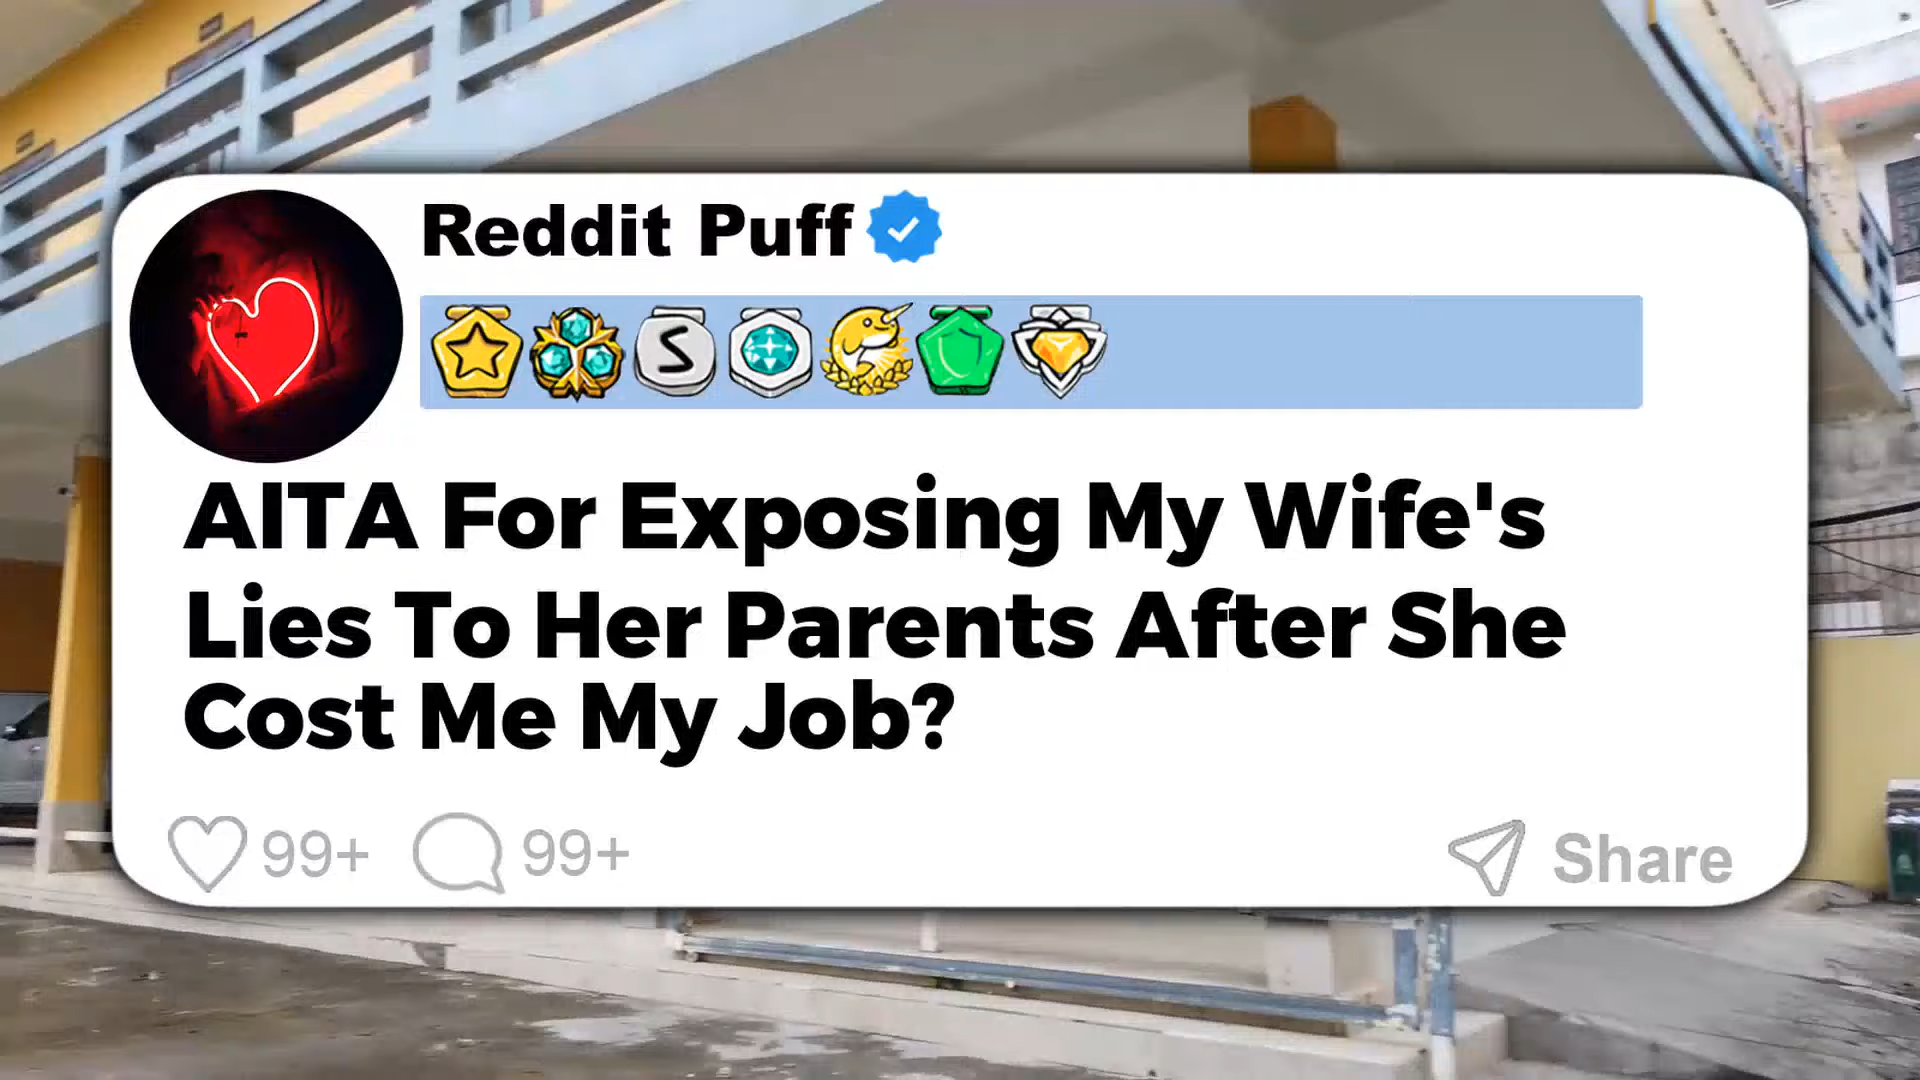 Reddit Puff
S
AITA For Exposing My Wife's
Lies To Her Parents After She
Cost Me My Job?
99+ 99+ Share